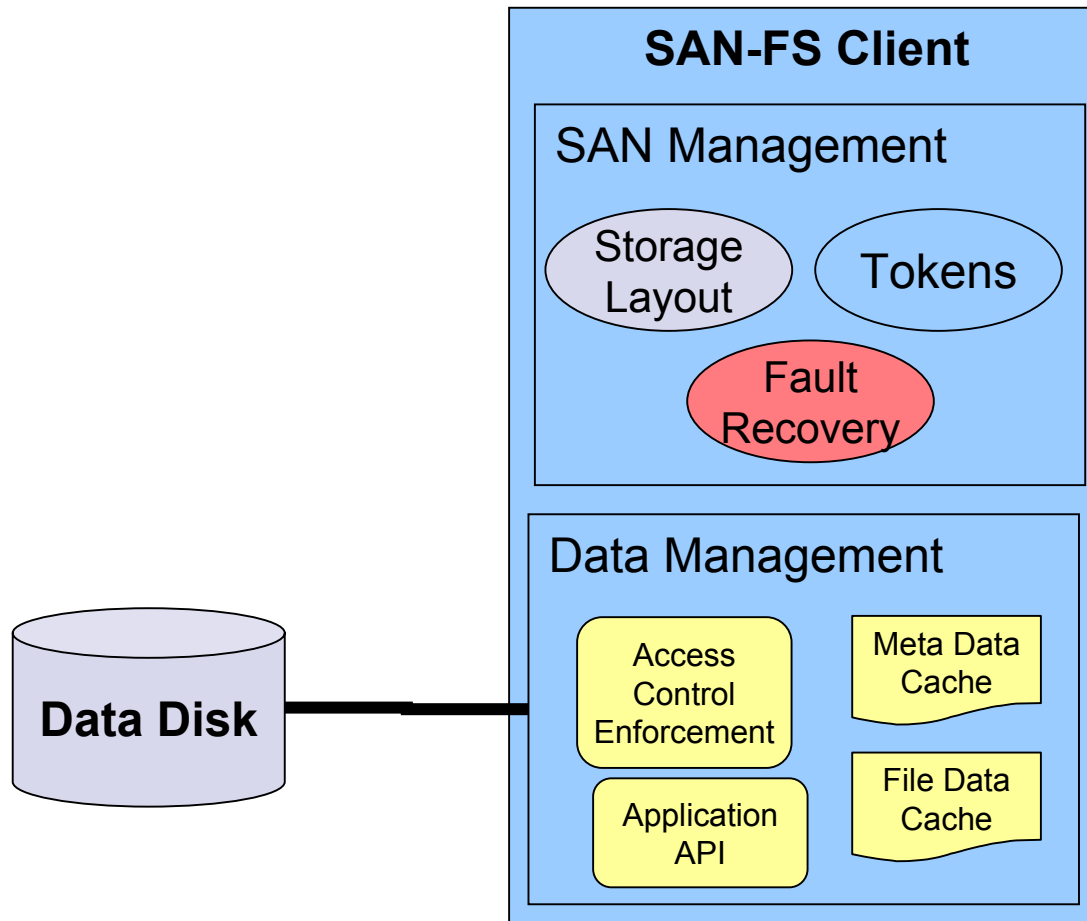 SAN-FS Client
SAN Management
Storage
Layout
Tokens
Fault
Recovery
Data Management
Access
Control
Enforcement
Meta Data
Cache
Data Disk
Application
API
File Data
Cache